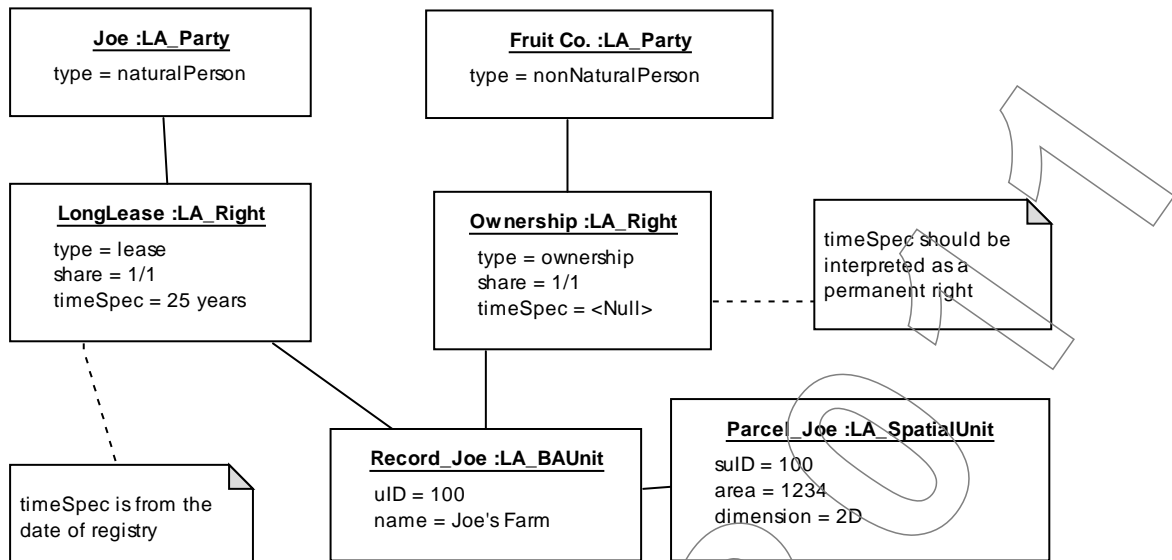 Joe :LA_Party
type = naturalPerson
Fruit Co. :LA_Party
type = nonNaturalPerson
LongLease :LA_Right
type = lease
share = 1/1
timeSpec = 25 years
Ownership :LA_Right
type = ownership
share = 1/1
timeSpec = <Null>
timeSpec should be
interpreted as a
permanent right
timeSpec is from the
date of registry
Record_Joe :LA_BAUnit
uID = 100
name = Joe's Farm
Parcel_Joe :LA_SpatialUnit
suID = 100
area = 1234
dimension = 2D